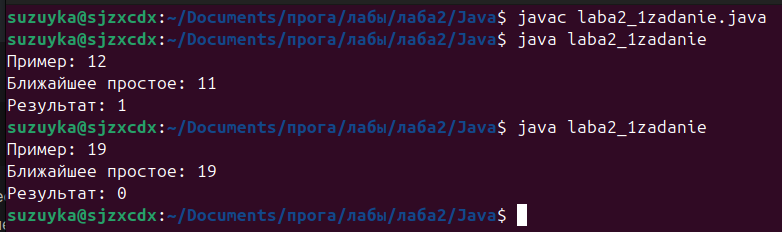 suzuyka@sjzxcdx:~/Documents/прога/лабы/лаба2/Java$ javac laba2_1zadanie.java
suzuyka@sjzxcdx:~/Documents/прога/лабы/лаба2/Java$ java laba2_1zadanie
Пример: 12
Ближайшее простое: 11
Результат: 1
suzuyka@sjzxcdx:~/Documents/прога/лабы/лаба2/Java$ java laba2_1zadanie
Пример: 19
Ближайшее простое: 19
Результат: 0
suzuyka@sjzxcdx:~/Documents/прога/лабы/лаба2/Java$